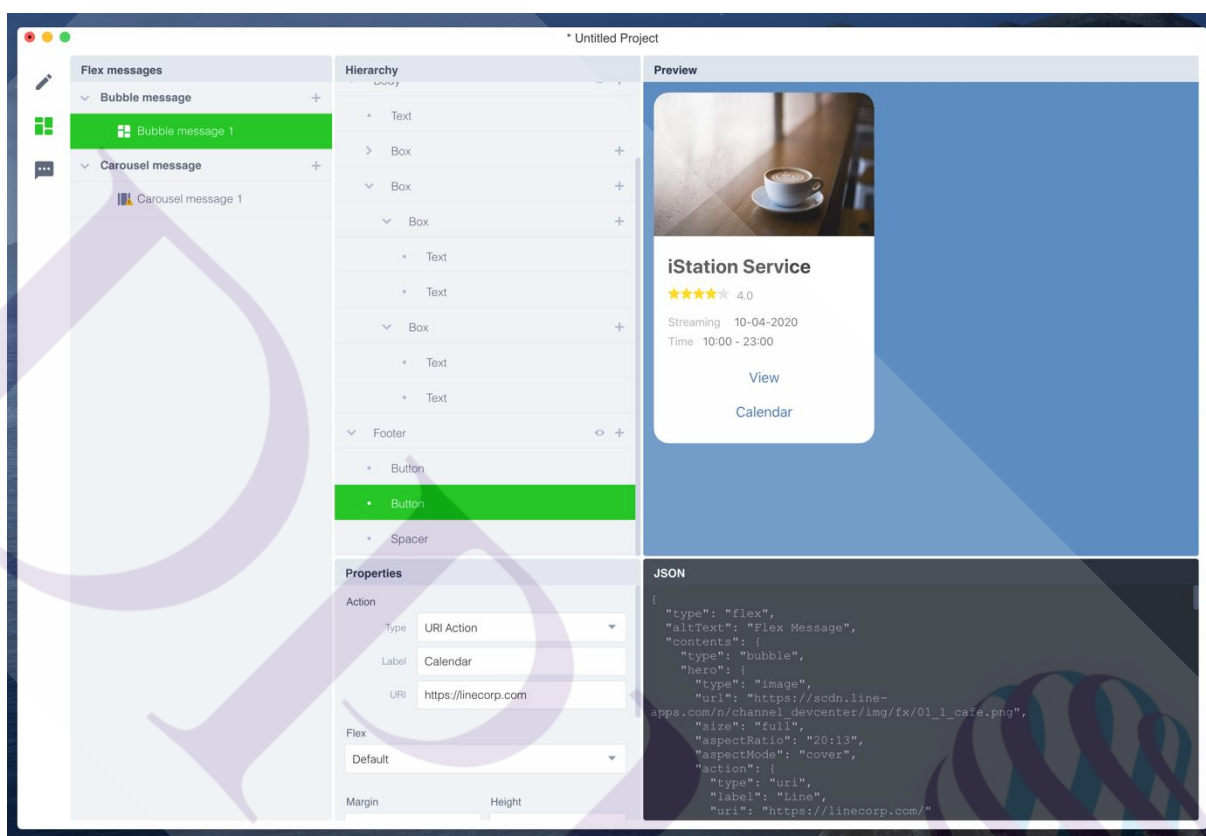 * Untitled Project
Flex messages
Bubble message
Bubble message 1
Carousel message
Carousel message 1
Hierarchy
Body
Text
Box
Box
Box
Text
Text
Box
Text
Text
Footer
Button
Button
Spacer
Properties
Action
Type URI Action
Label Calendar
URI https://linecorp.com
Flex
Default
Margin Height
Preview
iStation Service
4.0
Streaming 10-04-2020
Time 10:00 - 23:00
View
Calendar
JSON
{
"type": "flex",
"altText": "Flex Message",
"contents": {
"type": "bubble",
"hero": {
"type": "image",
"url": "https://scdn.line-
apps.com/n/channel_devcenter/img/fx/01_1_cafe.png",
"size": "full",
"aspectRatio": "20:13",
"aspectMode": "cover",
"action": {
"type": "uri",
"label": "Line",
"uri": "https://linecorp.com/"